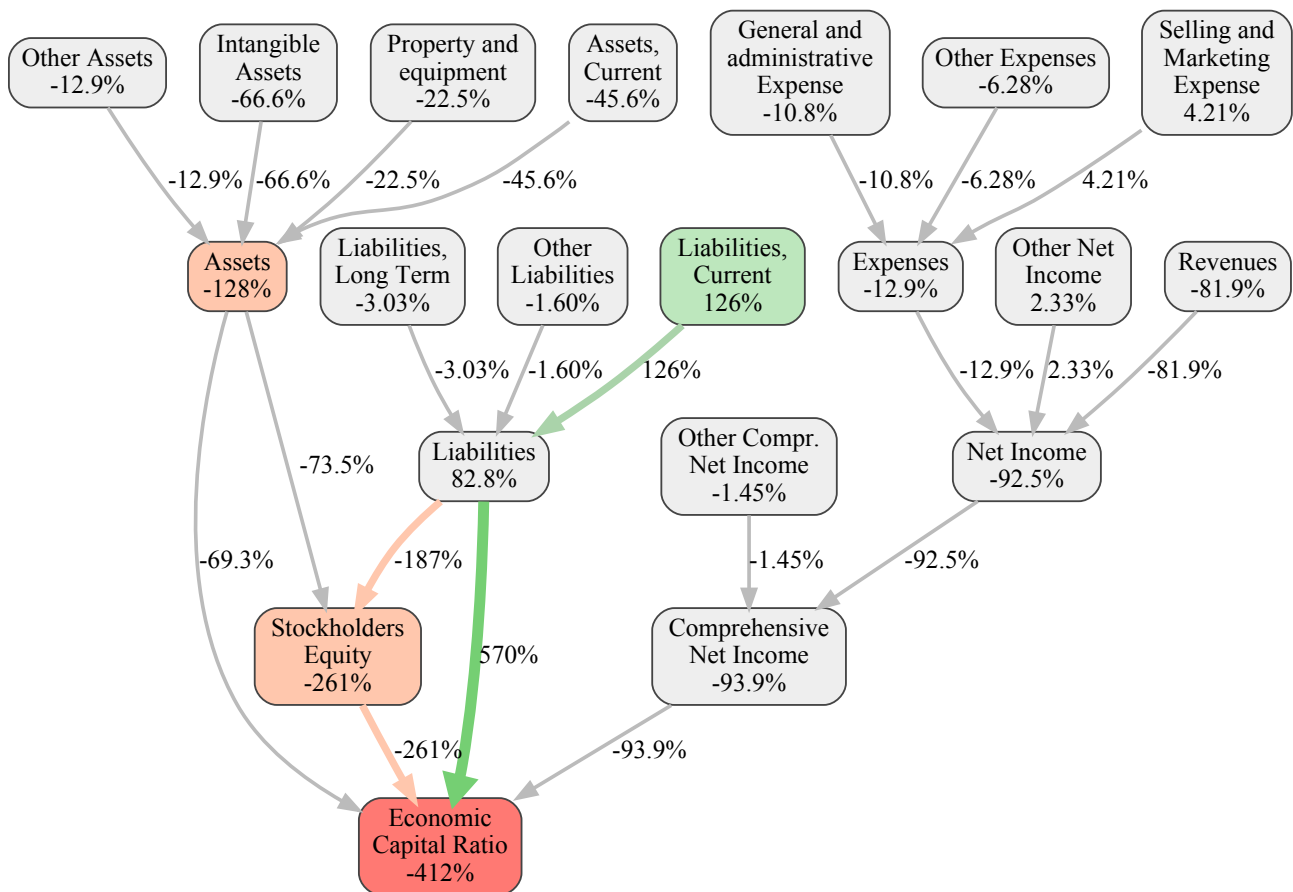 Other Assets
-12.9%
Intangible
Assets
-66.6%
Property and
equipment
-22.5%
Assets,
Current
-45.6%
General and
administrative
Expense
-10.8%
Other Expenses
-6.28%
Selling and
Marketing
Expense
4.21%
-12.9%
-66.6%
-22.5%
-45.6%
-10.8%
-6.28%
4.21%
Assets
-128%
Liabilities,
Long Term
-3.03%
Other
Liabilities
-1.60%
Liabilities,
Current
126%
Expenses
-12.9%
Other Net
Income
2.33%
Revenues
-81.9%
-3.03%
-1.60%
126%
-12.9%
2.33%
-81.9%
-73.5%
Liabilities
82.8%
Other Compr.
Net Income
-1.45%
Net Income
-92.5%
-69.3%
-187%
-1.45%
-92.5%
Stockholders
Equity
-261%
570%
Comprehensive
Net Income
-93.9%
-261%
-93.9%
Economic
Capital Ratio
-412%